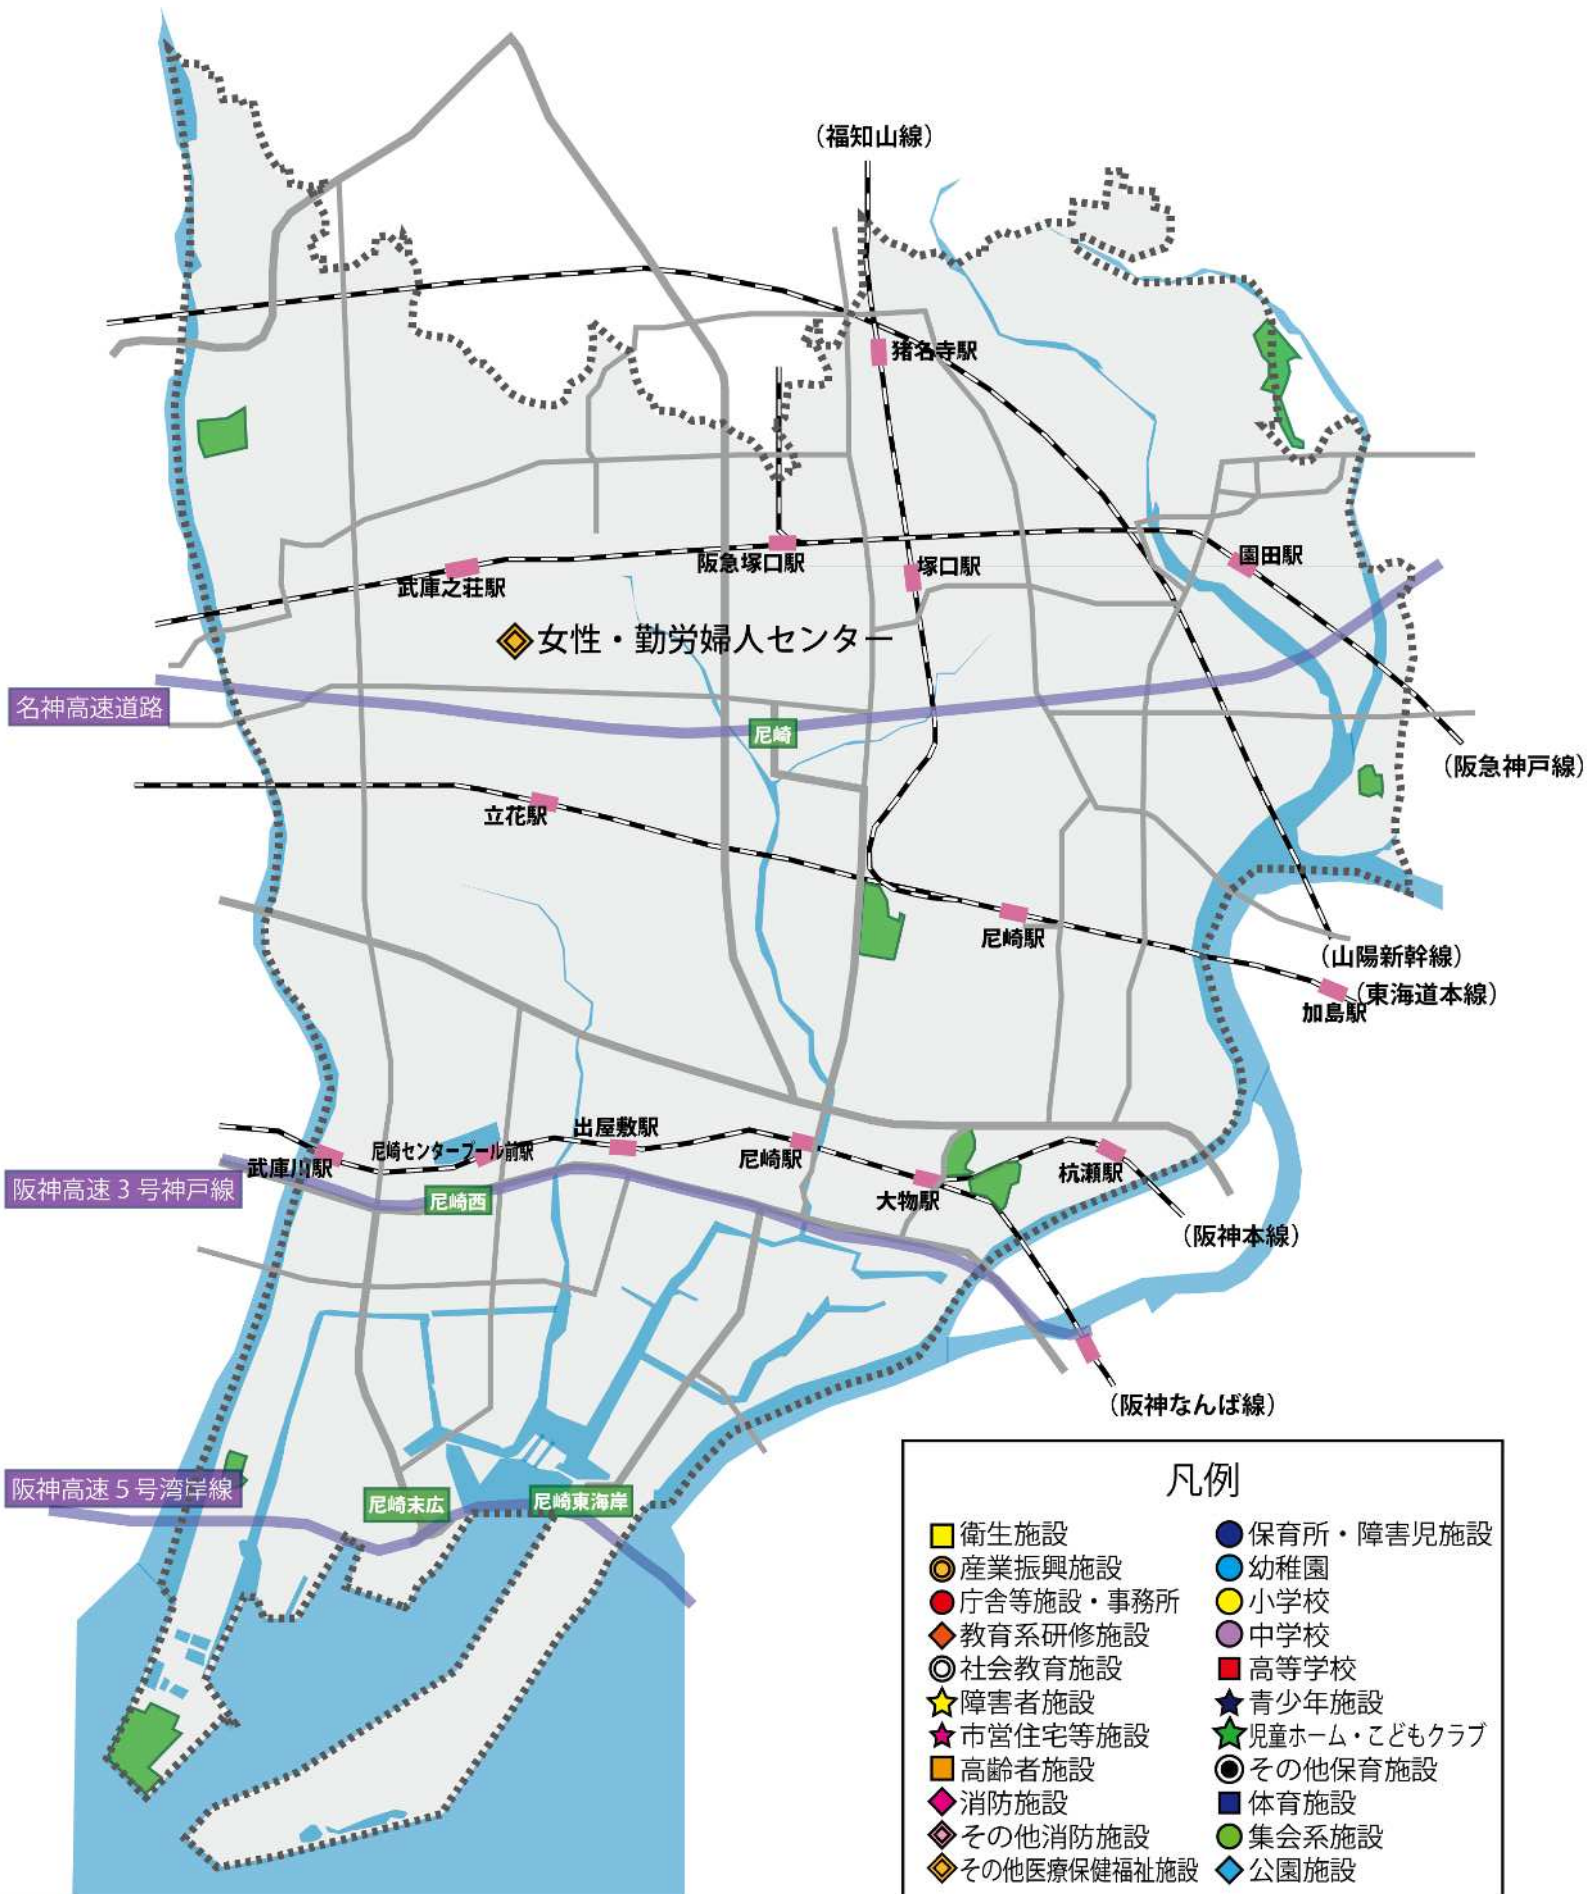 （福知山線）
猪名寺駅
阪急塚口駅
塚口駅
園田駅
武庫之荘駅
女性・勤労婦人センター
名神高速道路
尼崎
（阪急神戸線）
立花駅
尼崎駅
（山陽新幹線）
（東海道本線）
加島駅
出屋敷駅
尼崎センタープール前駅
武庫川駅
尼崎駅
杭瀬駅
大物駅
阪神高速３号神戸線
尼崎西
（阪神本線）
（阪神なんば線）
阪神高速５号湾岸線
尼崎末広
尼崎東海岸
凡例
衛生施設
産業振興施設
庁舎等施設・事務所
教育系研修施設
社会教育施設
障害者施設
市営住宅等施設
高齢者施設
消防施設
その他消防施設
その他医療保健福祉施設
保育所・障害児施設
幼稚園
小学校
中学校
高等学校
青少年施設
児童ホーム・こどもクラブ
その他保育施設
体育施設
集会系施設
公園施設